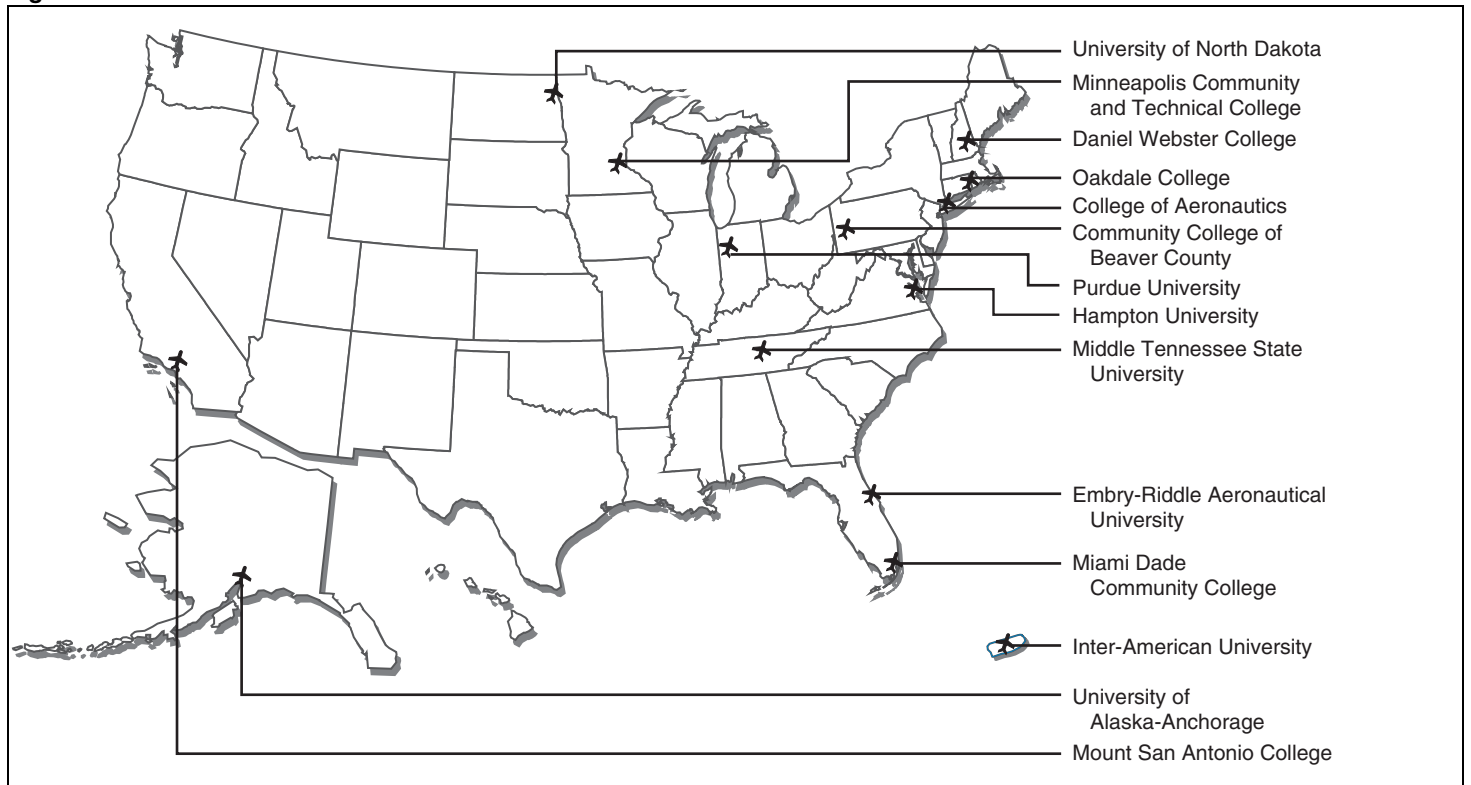 University of North Dakota
Minneapolis Community
and Technical College
Daniel Webster College
Oakdale College
College of Aeronautics
Community College of
Beaver County
Purdue University
Hampton University
Middle Tennessee State
University
Embry-Riddle Aeronautical
University
Miami Dade
Community College
Inter-American University
University of
Alaska-Anchorage
Mount San Antonio College